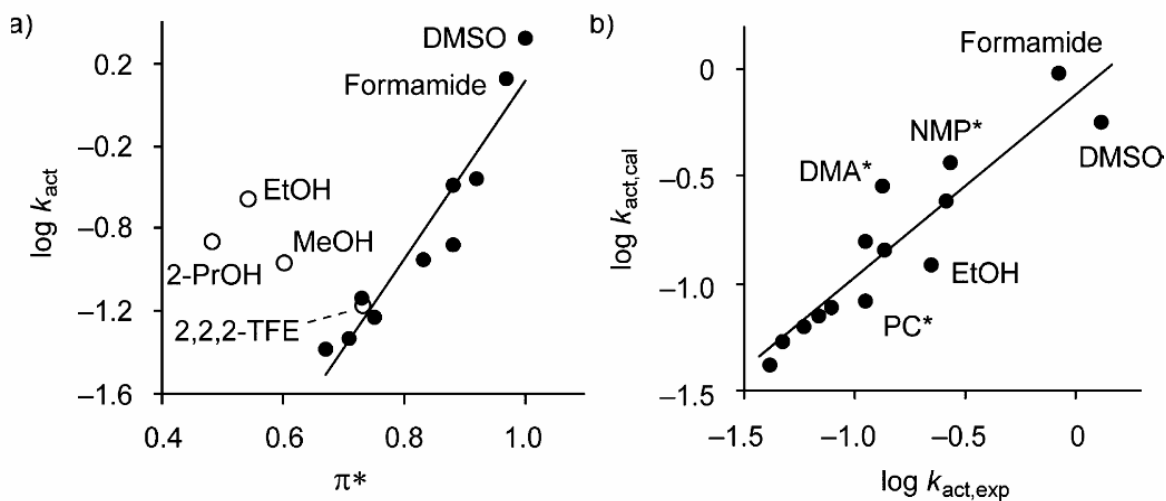 a)
DMSO
Formamide
EtOH
MeOH
2-PrOH
2,2,2-TFE
log k_act
0.2
–0.2
–0.6
–0.8
–1.2
–1.6
0.4
0.6
0.8
1.0
π*
b)
Formamide
NMP*
DMA*
DMSO
EtOH
PC*
log k_act,cal
0
–0.5
–1.0
–1.5
–1.5
–1.0
–0.5
0
log k_act,exp